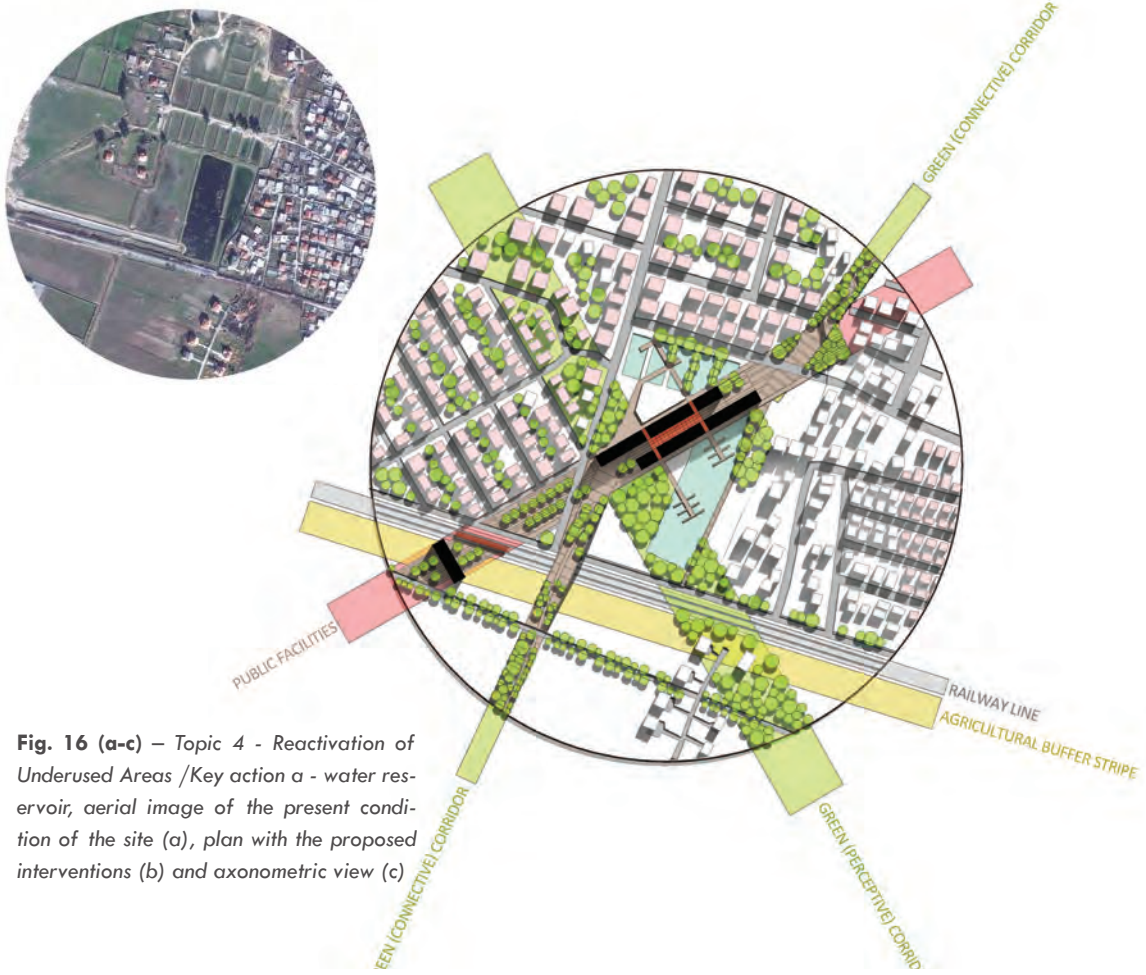 GREEN (CONNECTIVE) CORRIDOR
PUBLIC FACILITIES
RAILWAY LINE
AGRICULTURAL BUFFER STRIPE
Fig. 16 (a-c) – Topic 4 - Reactivation of
Underused Areas /Key action a - water res-
ervoir, aerial image of the present condi-
tion of the site (a), plan with the proposed
interventions (b) and axonometric view (c)
(CONNECTIVE) CORRIDOR
GREEN (PERCEPTIVE)